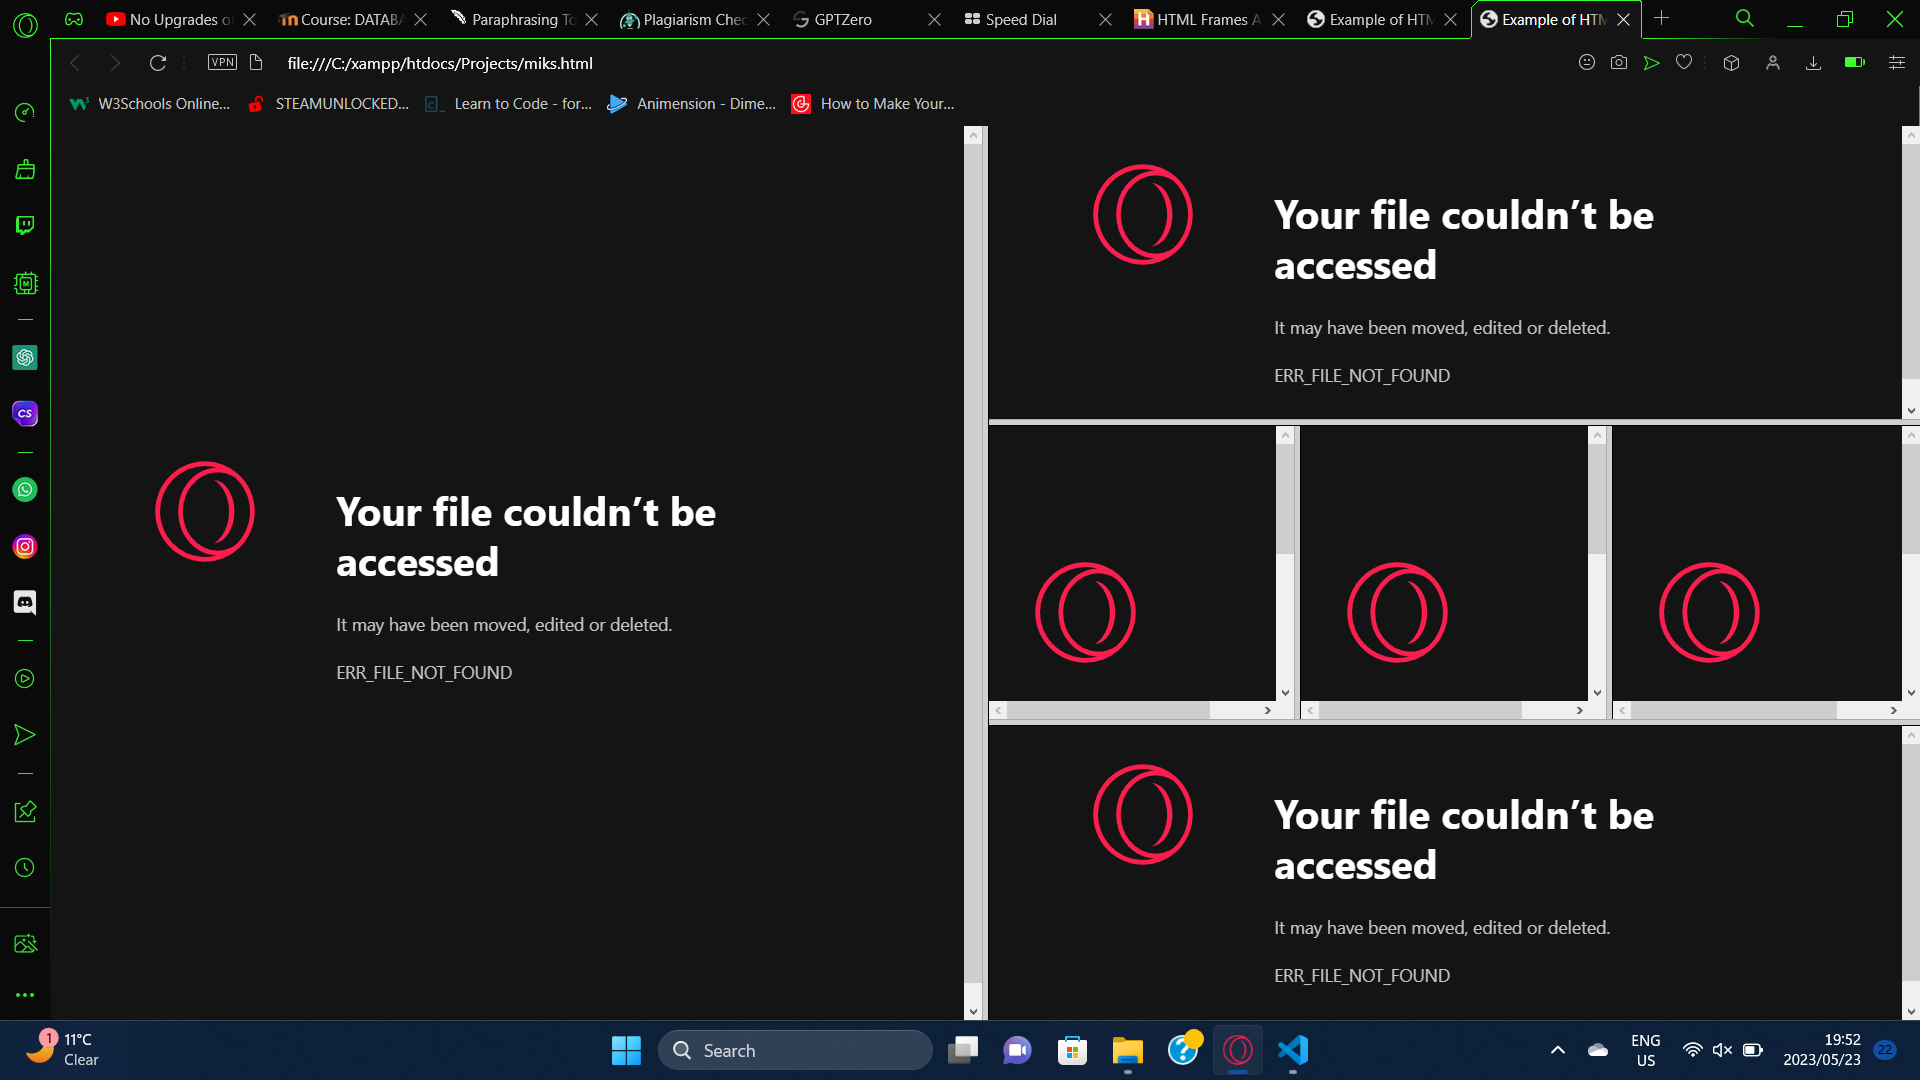 No Upgrades o
Course: DATABA
Paraphrasing To
Plagiarism Chec
GPTZero
Speed Dial
HTML Frames A
Example of HTM
Example of HTM
VPN
file:///C:/xampp/htdocs/Projects/miks.html
W3Schools Online...
STEAMUNLOCKED...
Learn to Code - for...
Animension - Dime...
How to Make Your...
Your file couldn’t be
accessed
It may have been moved, edited or deleted.
ERR_FILE_NOT_FOUND
Your file couldn’t be
accessed
It may have been moved, edited or deleted.
ERR_FILE_NOT_FOUND
Your file couldn’t be
accessed
It may have been moved, edited or deleted.
ERR_FILE_NOT_FOUND
M
CS
1
11°C
Clear
Search
ENG
US
19:52
2023/05/23
22